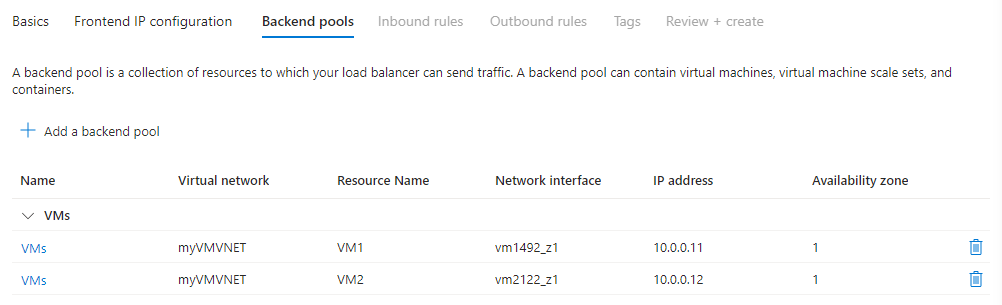 Basics Frontend IP configuration Backend pools Inbound rules Outbound rules Tags Review + create
A backend pool is a collection of resources to which your load balancer can send traffic. A backend pool can contain virtual machines, virtual machine scale sets, and
containers.
Add a backend pool
Name Virtual network Resource Name Network interface IP address Availability zone
VMs
VMs myVMVNET VM1 vm1492_z1 10.0.0.11 1
VMs myVMVNET VM2 vm2122_z1 10.0.0.12 1